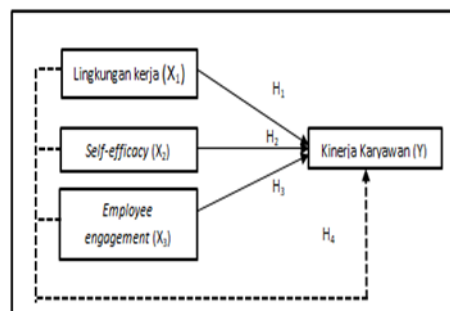 Lingkungan kerja (X₁)
H₁
Self-efficacy (X₂)
H₂
Kinerja Karyawan (Y)
H₃
Employee
engagement (X₃)
H₄